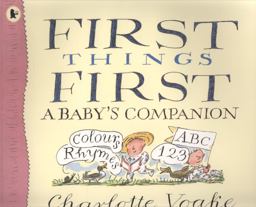 FIRST
THINGS
FIRST
A BABY'S COMPANION
Colours
Rhymes
ABC
123
Charlotte Voake